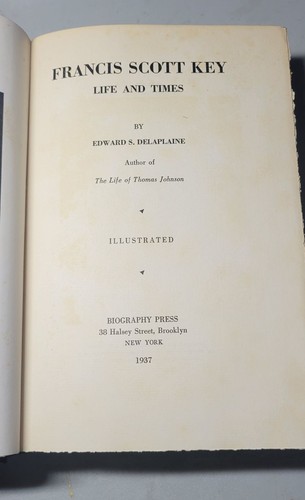 FRANCIS SCOTT KEY
LIFE AND TIMES
BY
EDWARD S. DELAPLAINE
Author of
The Life of Thomas Johnson
ILLUSTRATED
BIOGRAPHY PRESS
38 Halsey Street, Brooklyn
NEW YORK
1937